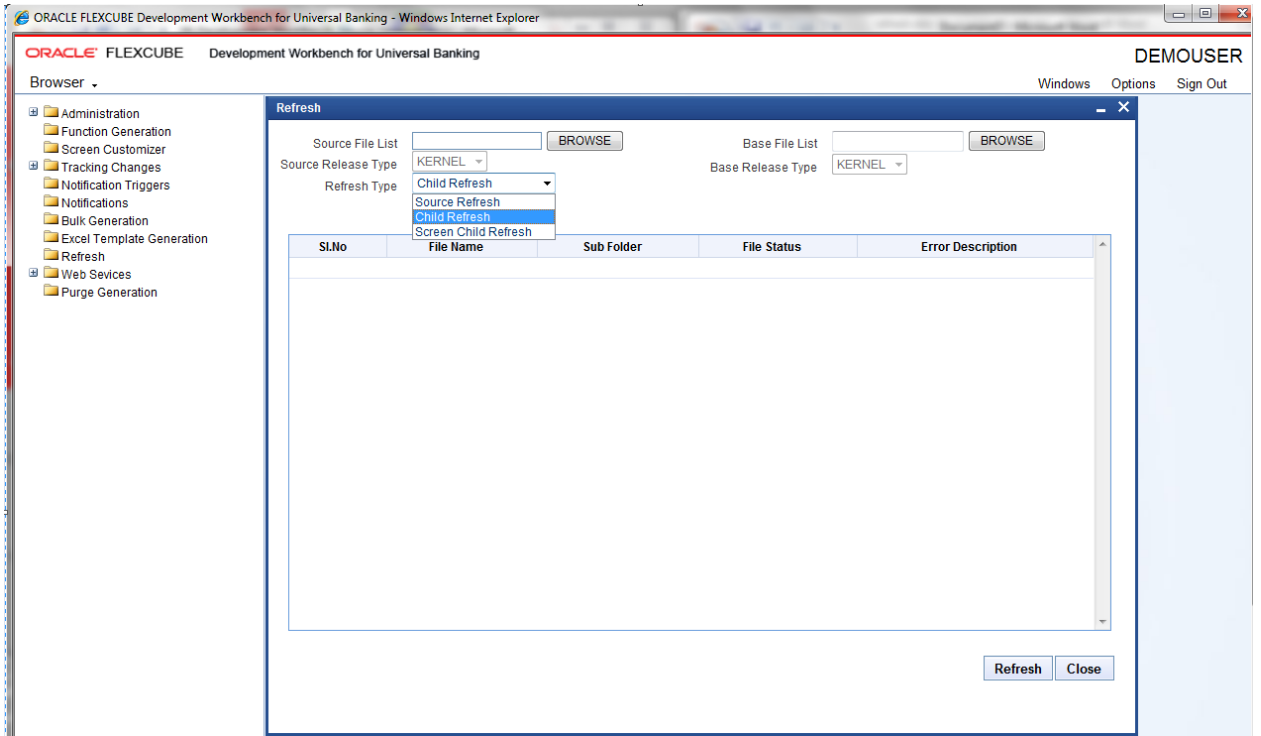 ORACLE FLEXCUBE Development Workbench for Universal Banking - Windows Internet Explorer
ORACLE FLEXCUBE Development Workbench for Universal Banking
DEMOUSER
Browser
Windows Options Sign Out
Administration
Function Generation
Screen Customizer
Tracking Changes
Notification Triggers
Notifications
Bulk Generation
Excel Template Generation
Refresh
Web Sevices
Purge Generation
Refresh
Source File List BROWSE Base File List BROWSE
Source Release Type KERNEL Base Release Type KERNEL
Refresh Type Child Refresh
Source Refresh
Child Refresh
Screen Child Refresh
Sl.No File Name Sub Folder File Status Error Description
Refresh Close